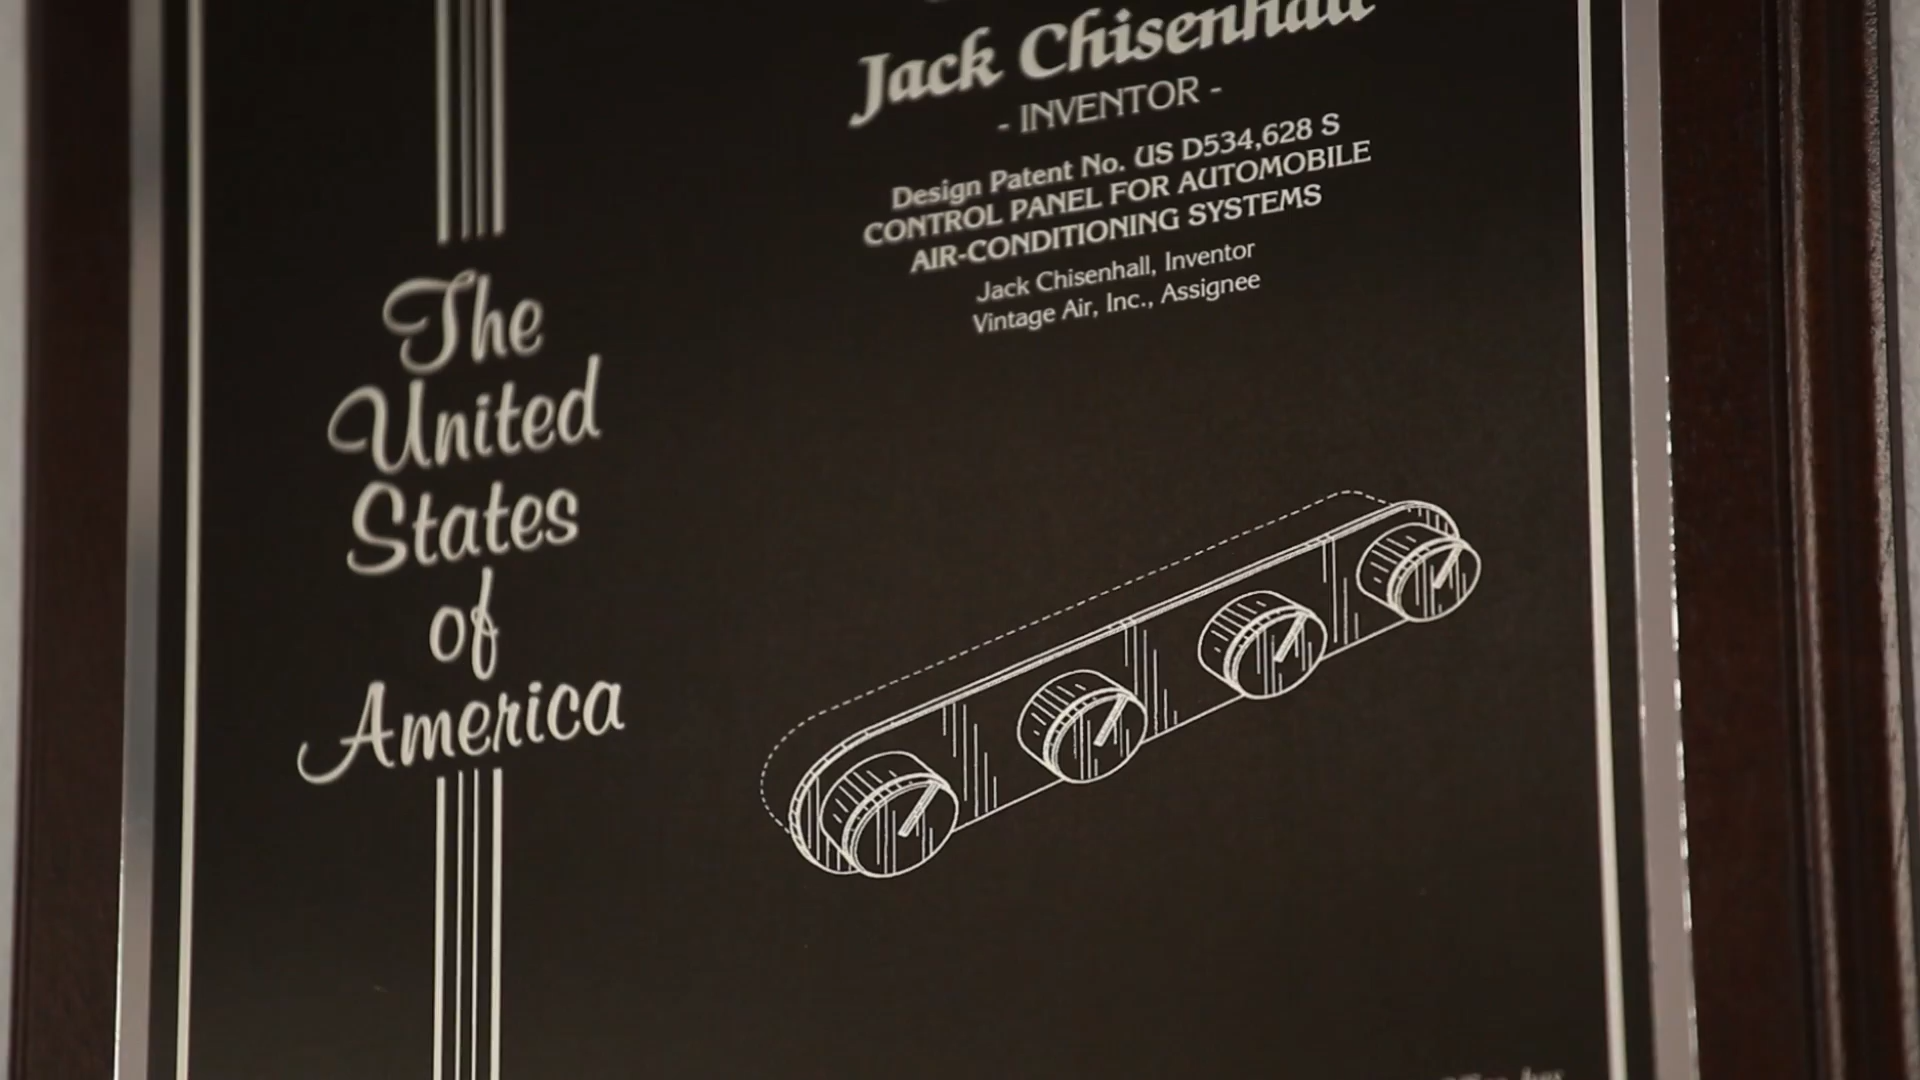 Jack Chisenhall
- INVENTOR -
Design Patent No. US D534,628 S
CONTROL PANEL FOR AUTOMOBILE
AIR-CONDITIONING SYSTEMS
Jack Chisenhall, Inventor
Vintage Air, Inc., Assignee
The
United
States
of
America